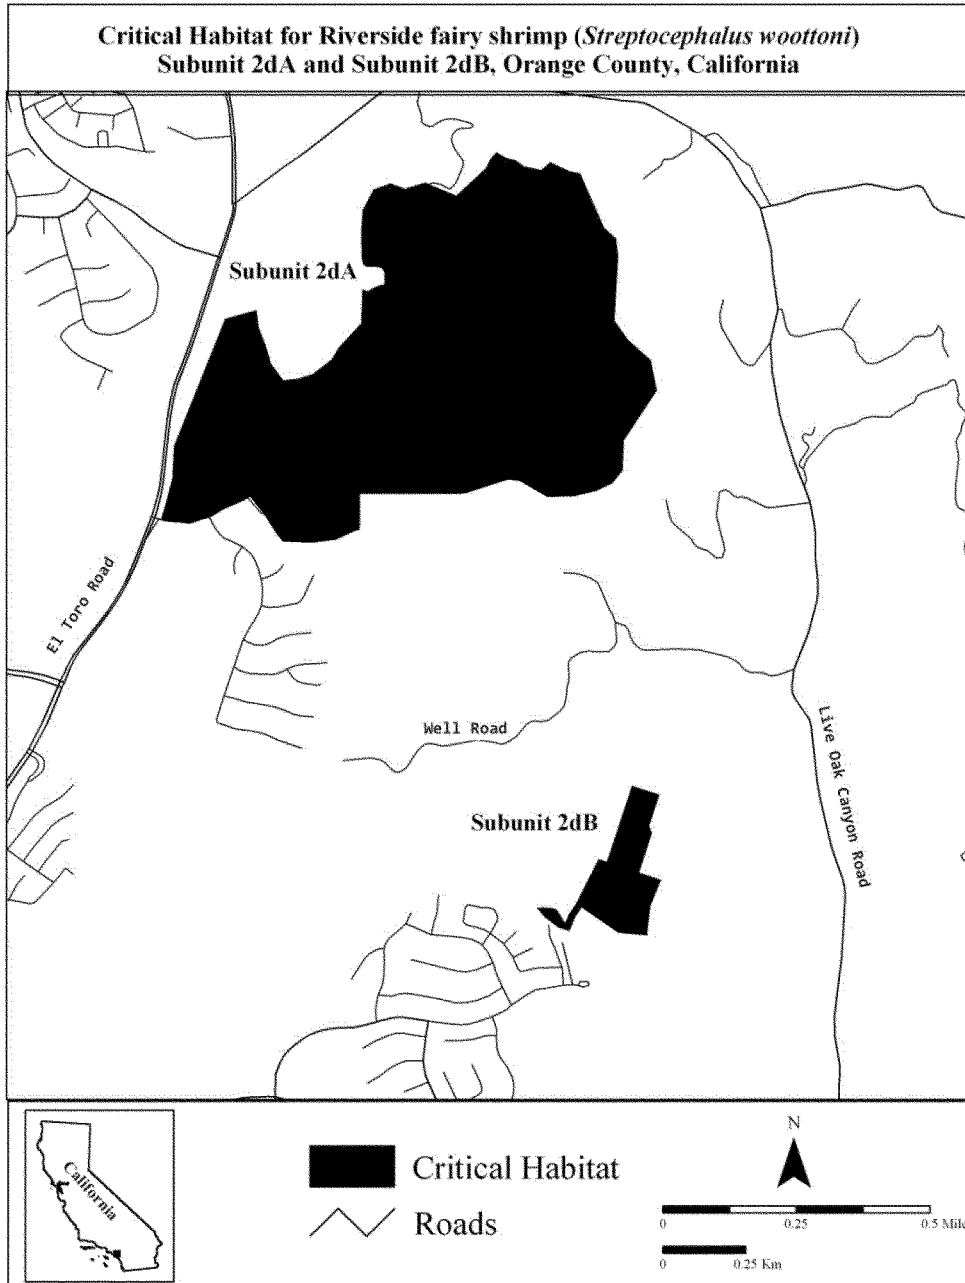 Critical Habitat for Riverside fairy shrimp (Streptocephalus woottoni)
Subunit 2dA and Subunit 2dB, Orange County, California
Subunit 2dA
El Toro Road
Well Road
Live Oak Canyon Road
Subunit 2dB
California
Critical Habitat
Roads
N
0 0.25 0.5 Mile
0 0.25 Km